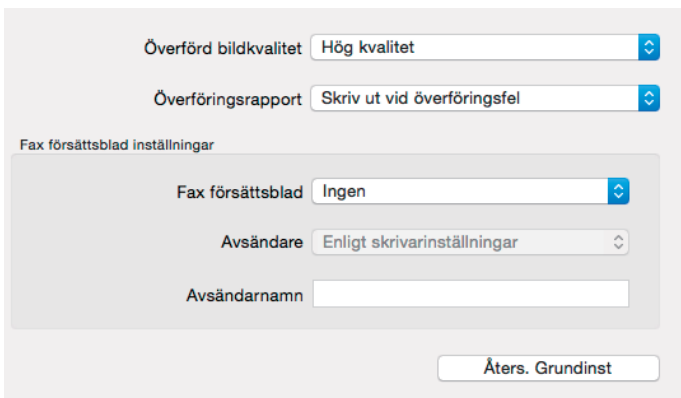 Överförd bildkvalitet Hög kvalitet
Överföringsrapport Skriv ut vid överföringsfel
Fax försättsblad inställningar
Fax försättsblad Ingen
Avsändare Enligt skrivarinställningar
Avsändarnamn
Åters. Grundinst